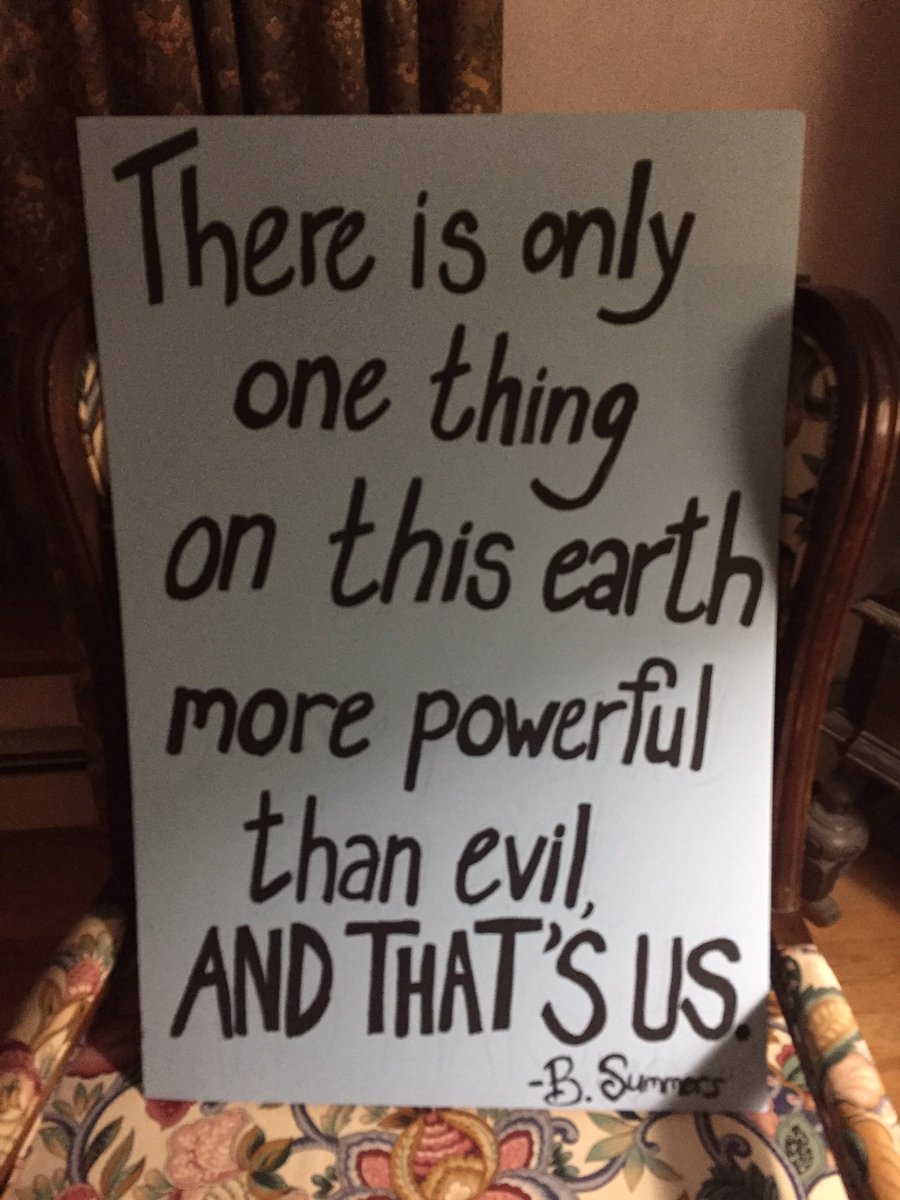 There is only
one thing
on this earth
more powerful
than evil,
AND THAT'S US.
-B. Summers